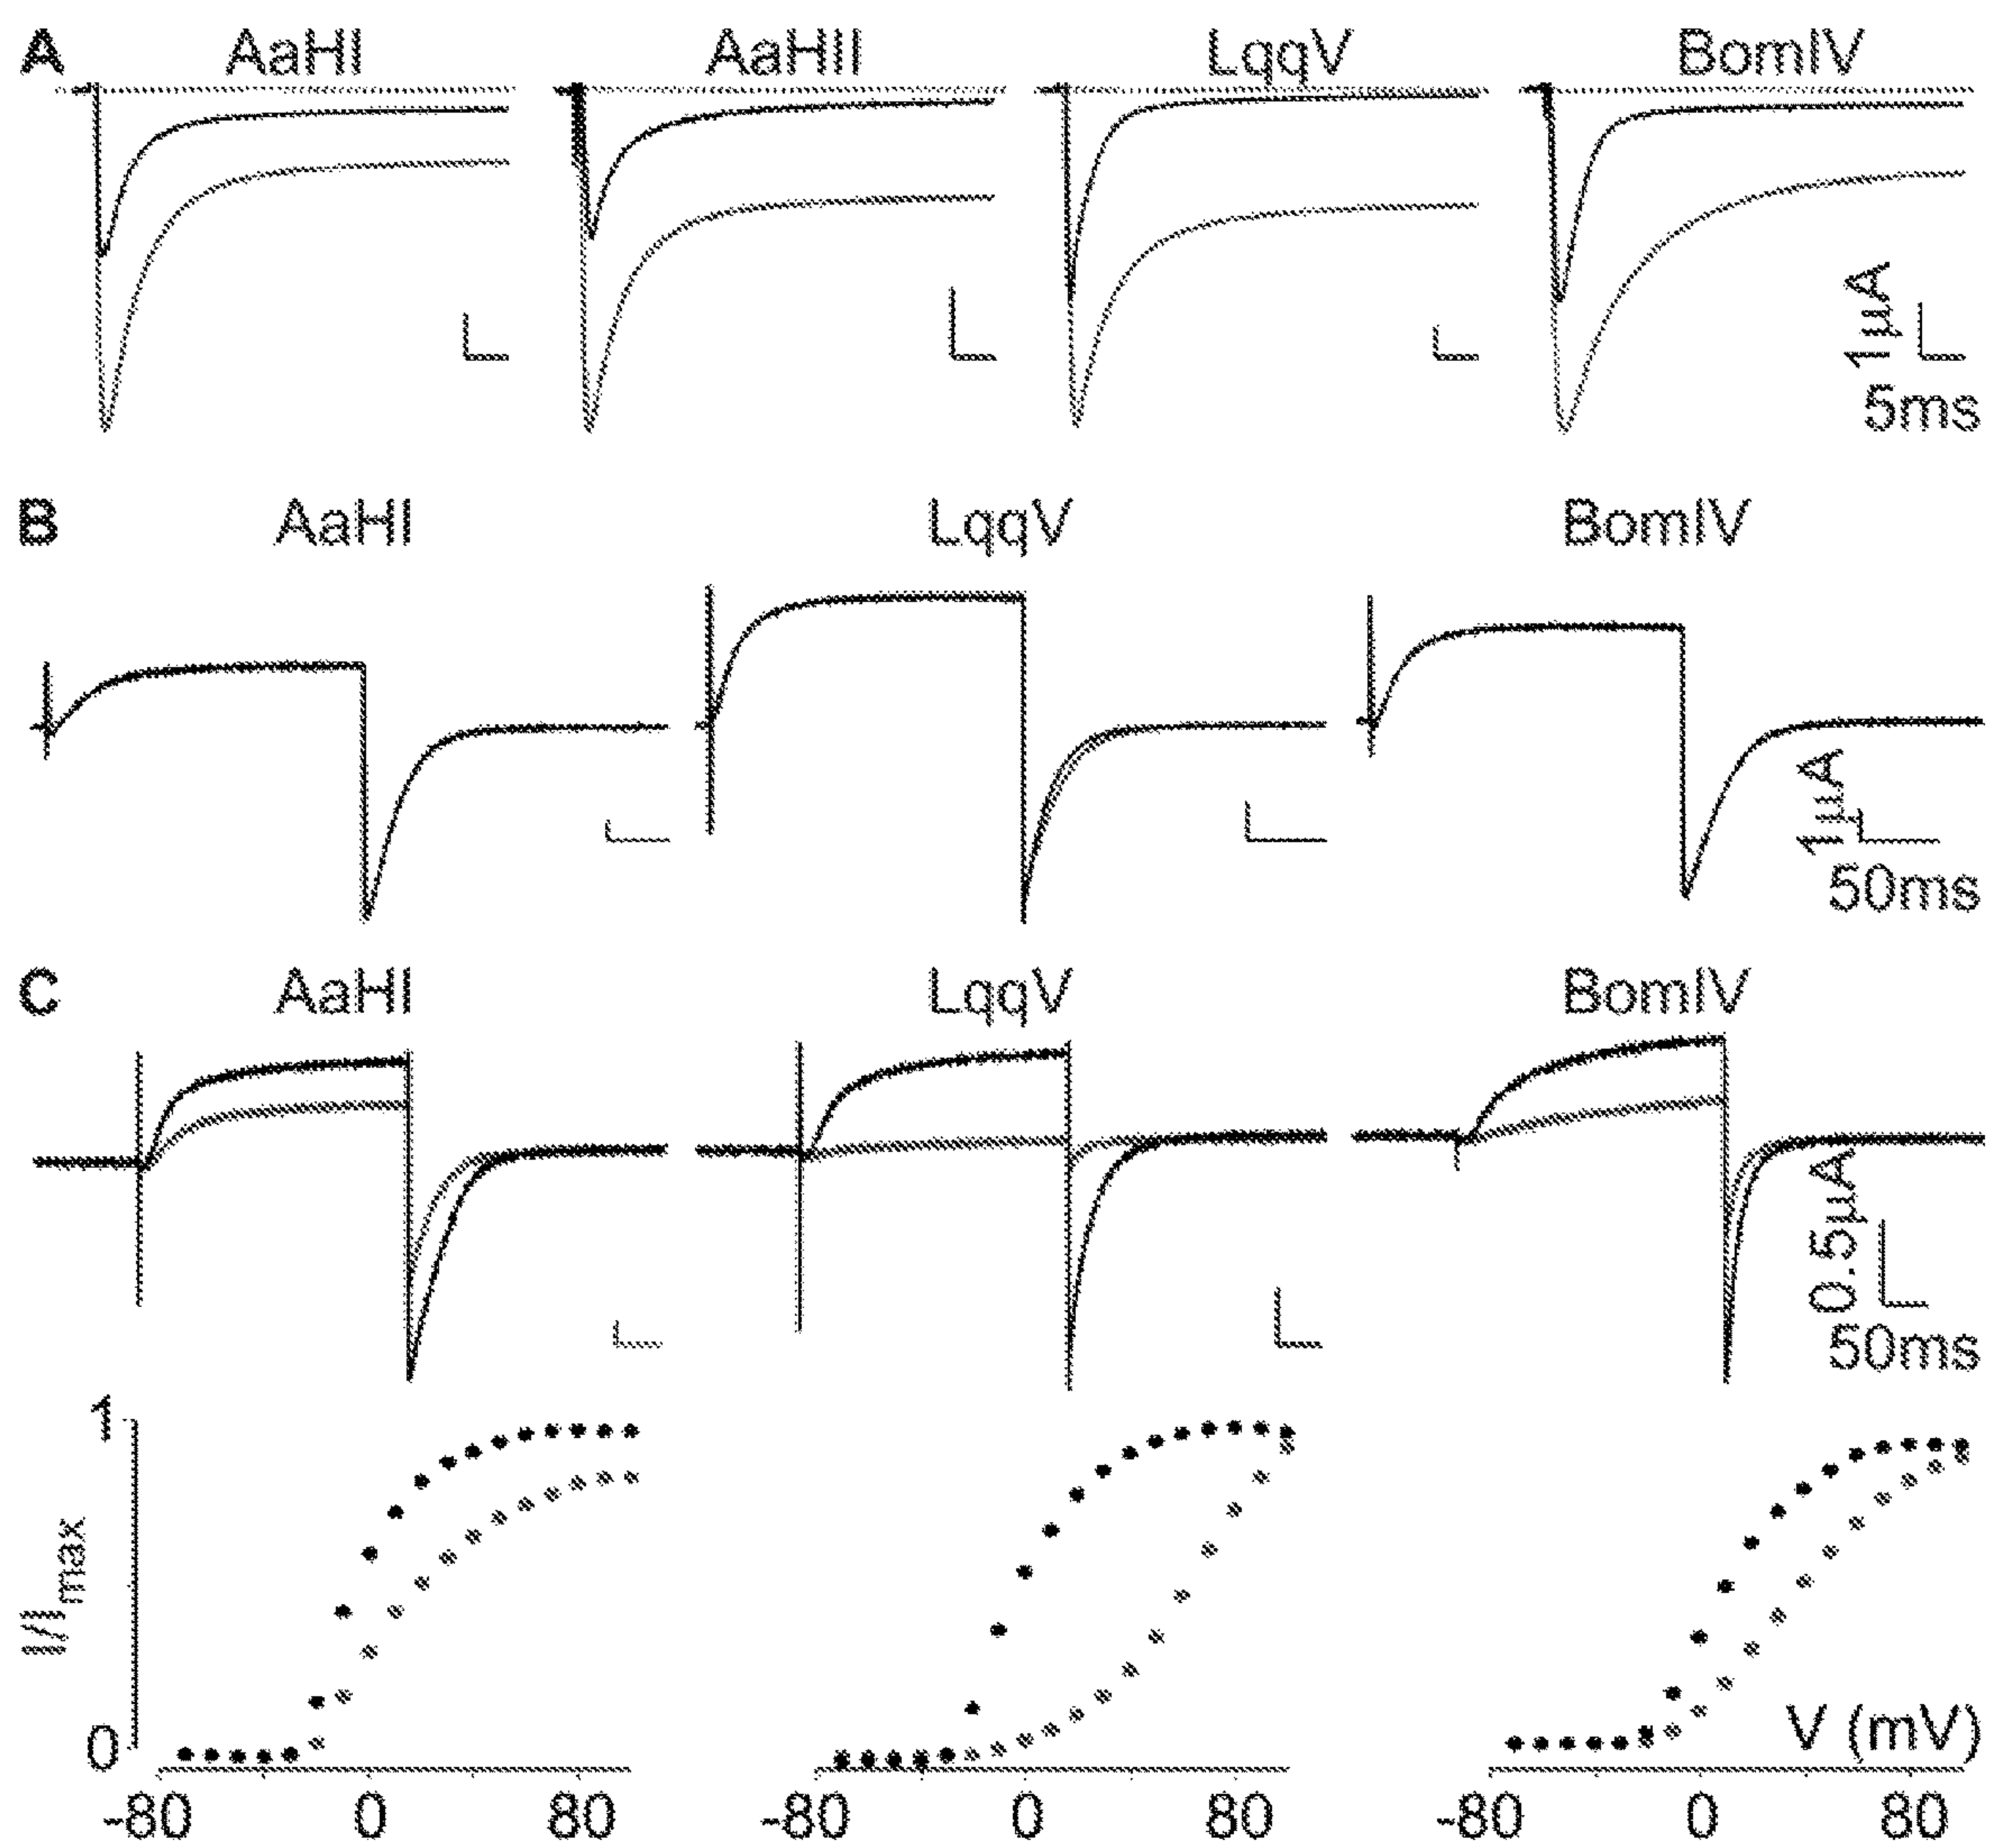 A AaHI AaHII LqqV BomIV
1µA
5ms
B AaHI LqqV BomIV
1µA
50ms
C AaHI LqqV BomIV
0.5µA
50ms
1
I/Imax
0
V (mV)
-80 0 80 -80 0 80 -80 0 80